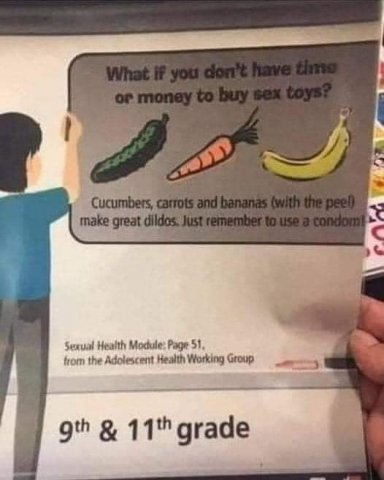 What if you don't have time
or money to buy sex toys?
Cucumbers, carrots and bananas (with the peel)
make great dildos. Just remember to use a condom!
Sexual Health Module: Page 51,
from the Adolescent Health Working Group
9th & 11th grade